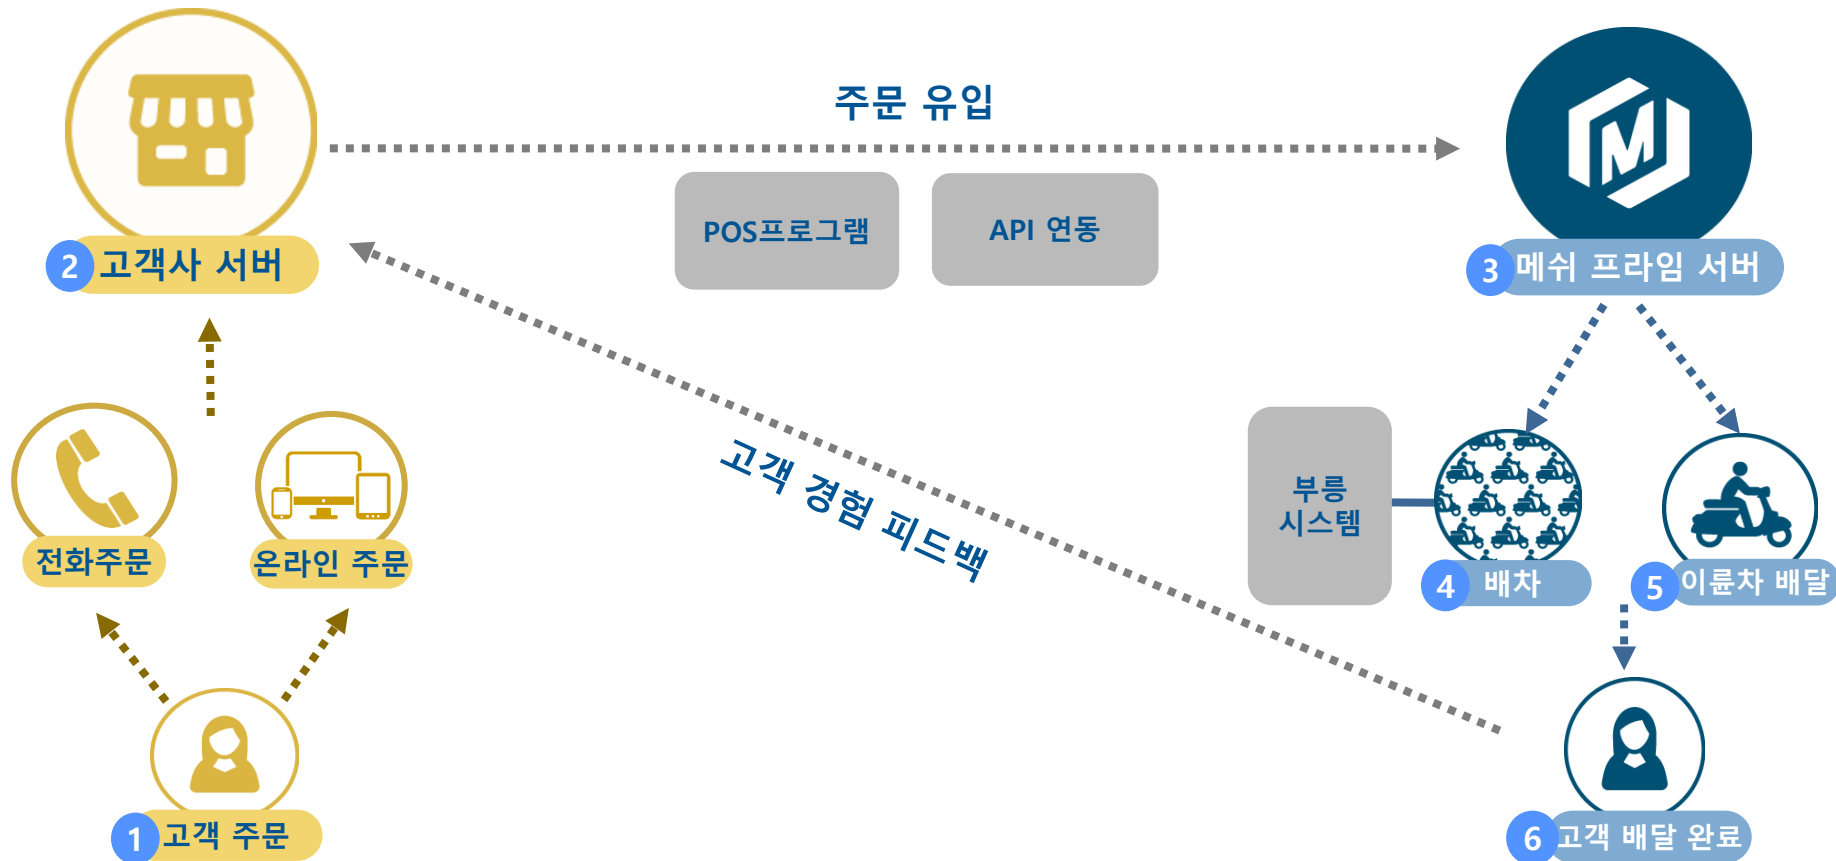 주문 유입
POS프로그램
API 연동
2 고객사 서버
3 메쉬 프라임 서버
고객 경험 피드백
부릉
시스템
전화주문
온라인 주문
4 배차
5 이륜차 배달
1 고객 주문
6 고객 배달 완료